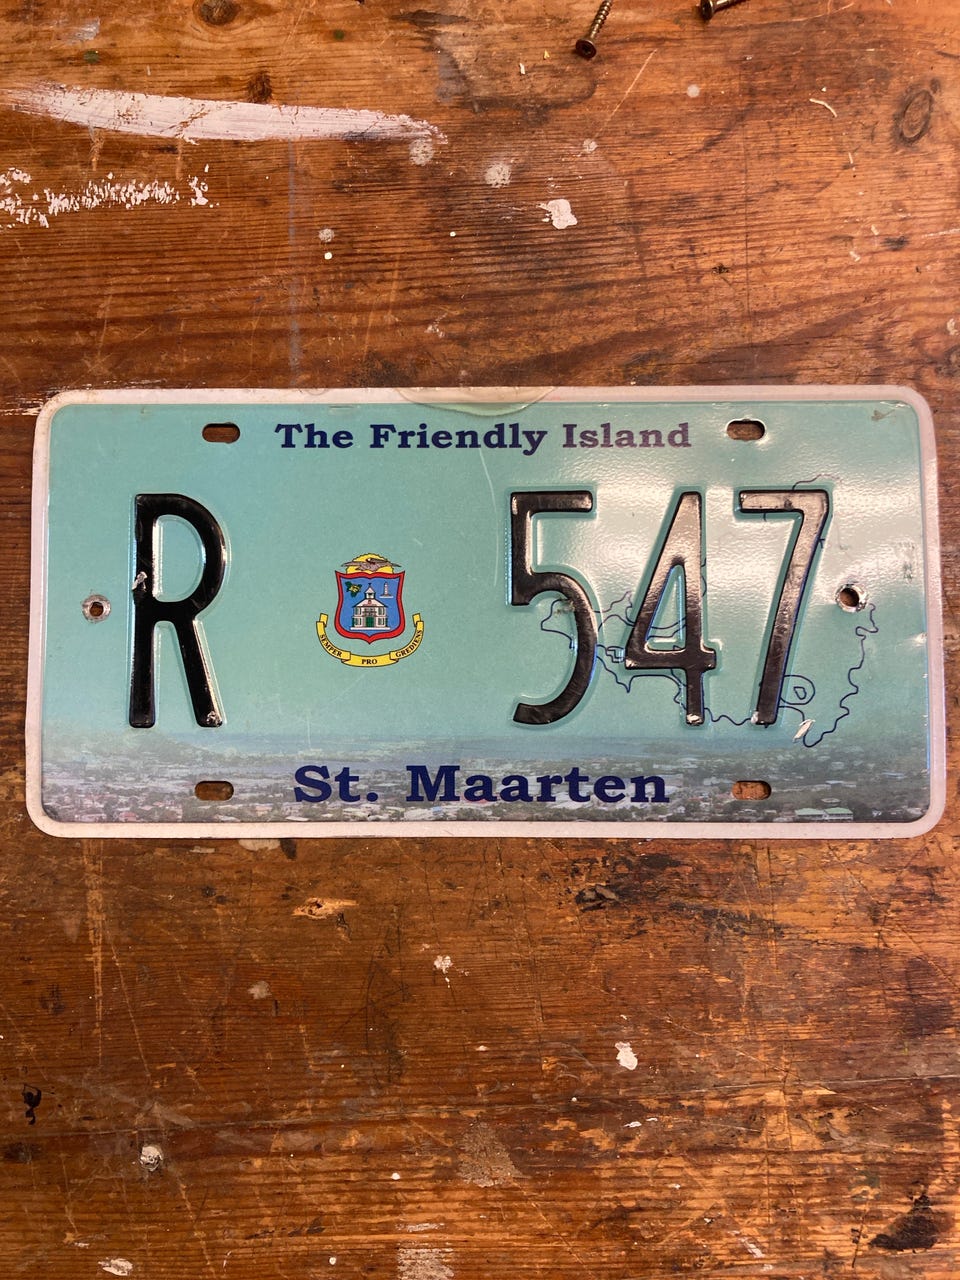 The Friendly Island
R 547
SEMPER PRO GREDIENS
St. Maarten